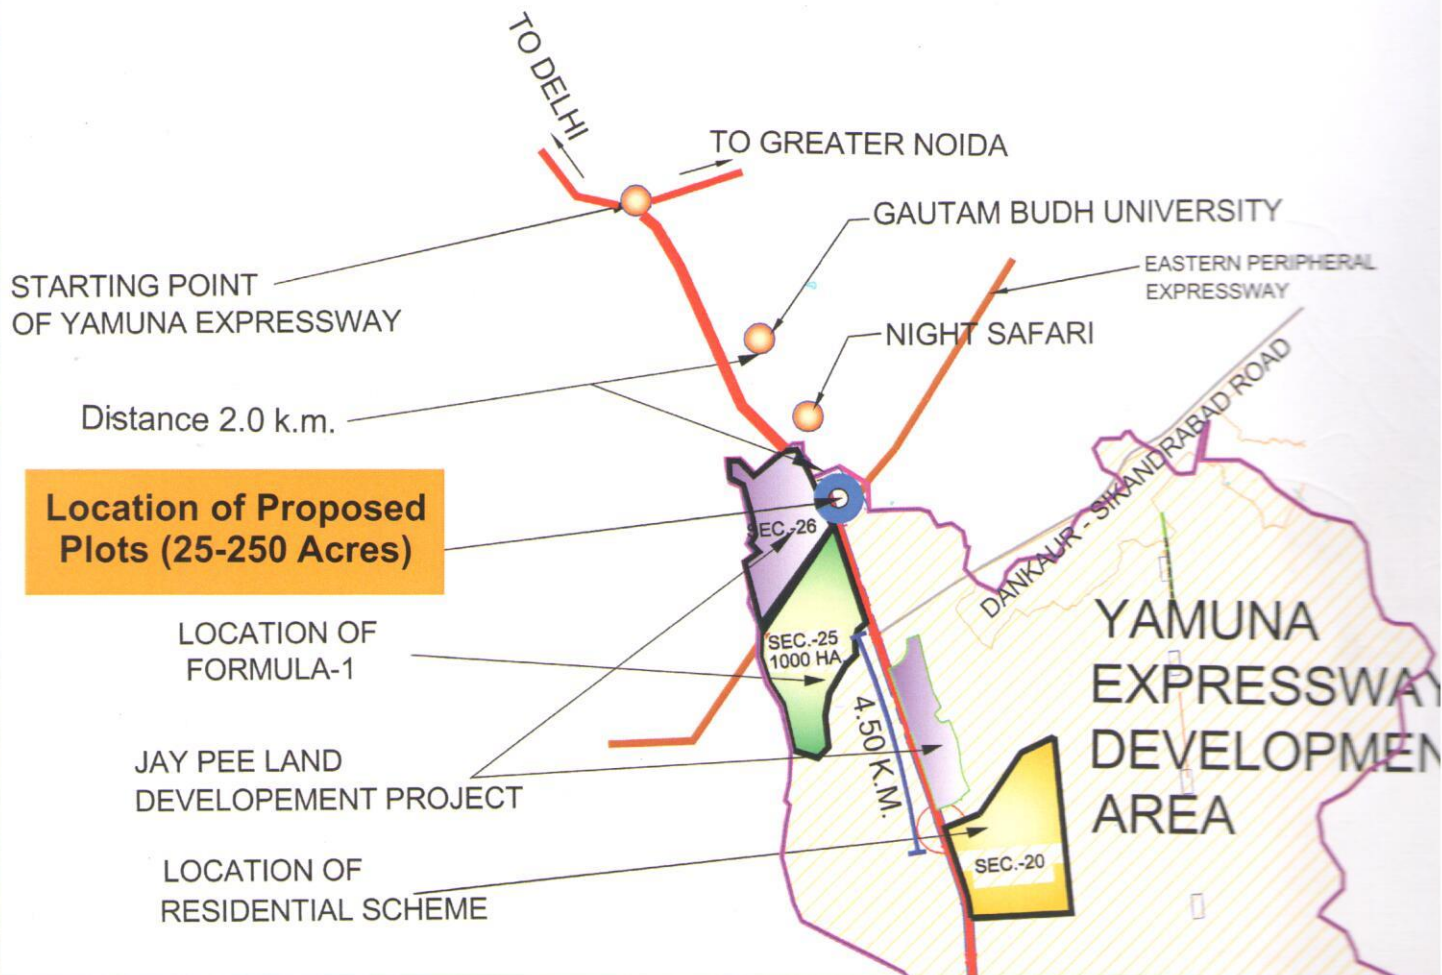 TO DELHI
TO GREATER NOIDA
GAUTAM BUDH UNIVERSITY
EASTERN PERIPHERAL
EXPRESSWAY
STARTING POINT
OF YAMUNA EXPRESSWAY
NIGHT SAFARI
Distance 2.0 k.m.
DANKAUR - SIKANDRABAD ROAD
Location of Proposed
Plots (25-250 Acres)
SEC.-26
LOCATION OF
FORMULA-1
SEC.-25
1000 HA
YAMUNA
EXPRESSWAY
DEVELOPMEN
AREA
4.50 K.M.
JAY PEE LAND
DEVELOPEMENT PROJECT
LOCATION OF
RESIDENTIAL SCHEME
SEC.-20